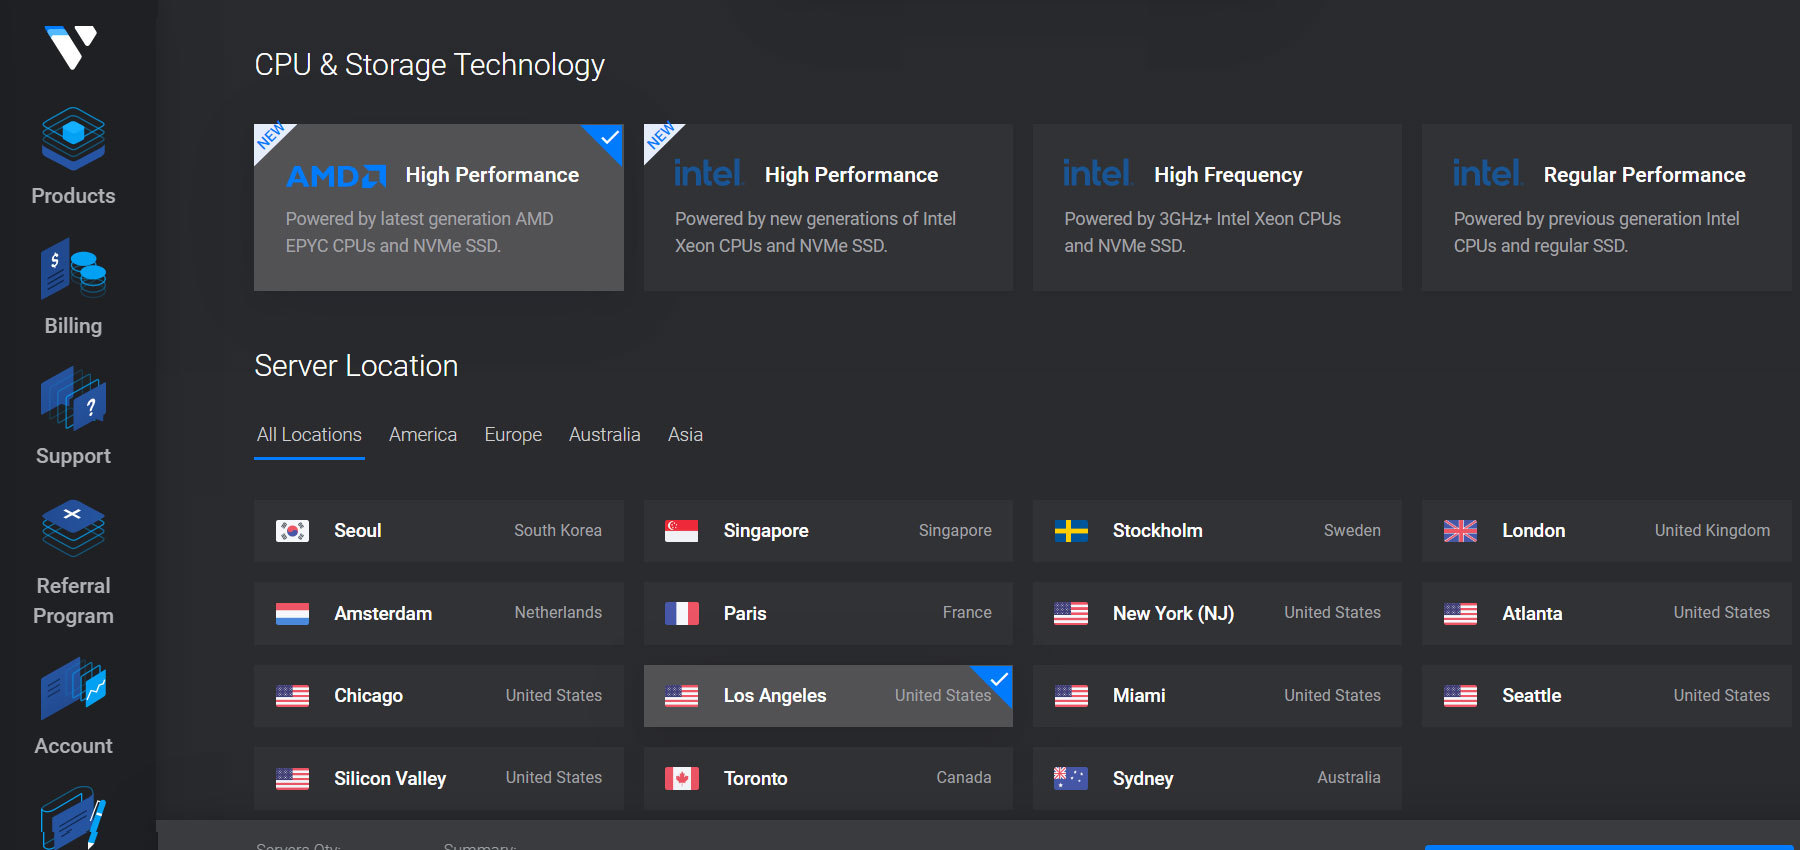 CPU & Storage Technology
NEW
AMD High Performance
Powered by latest generation AMD
EPYC CPUs and NVMe SSD.
NEW
intel. High Performance
Powered by new generations of Intel
Xeon CPUs and NVMe SSD.
intel. High Frequency
Powered by 3GHz+ Intel Xeon CPUs
and NVMe SSD.
intel. Regular Performance
Powered by previous generation Intel
CPUs and regular SSD.
Server Location
All Locations America Europe Australia Asia
Seoul South Korea
Singapore Singapore
Stockholm Sweden
London United Kingdom
Amsterdam Netherlands
Paris France
New York (NJ) United States
Atlanta United States
Chicago United States
Los Angeles United States
Miami United States
Seattle United States
Silicon Valley United States
Toronto Canada
Sydney Australia
Servers Qty: Summary:
Products
Billing
$
Support
?
Referral
Program
Account